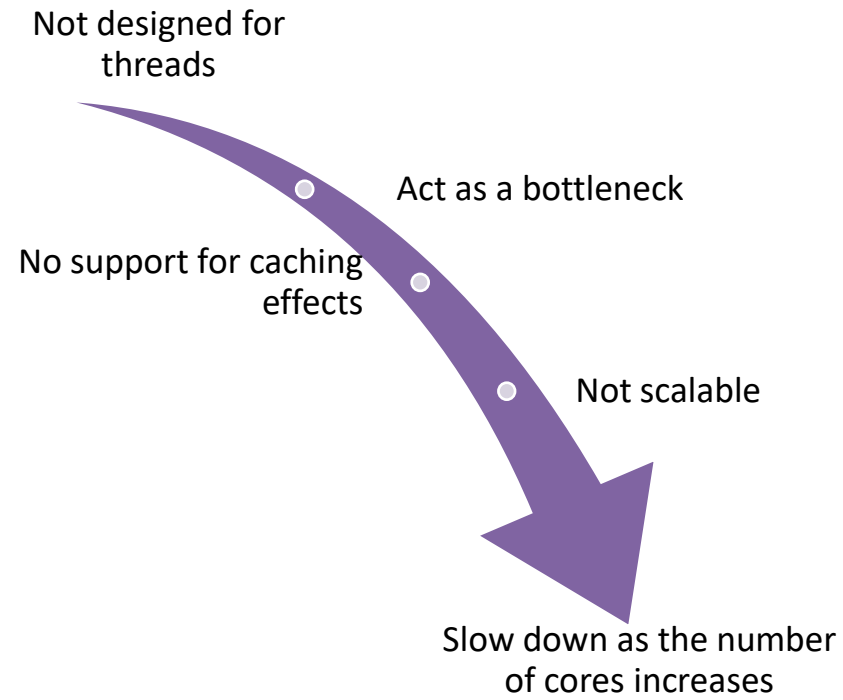 Not designed for
threads
Act as a bottleneck
No support for caching
effects
Not scalable
Slow down as the number
of cores increases